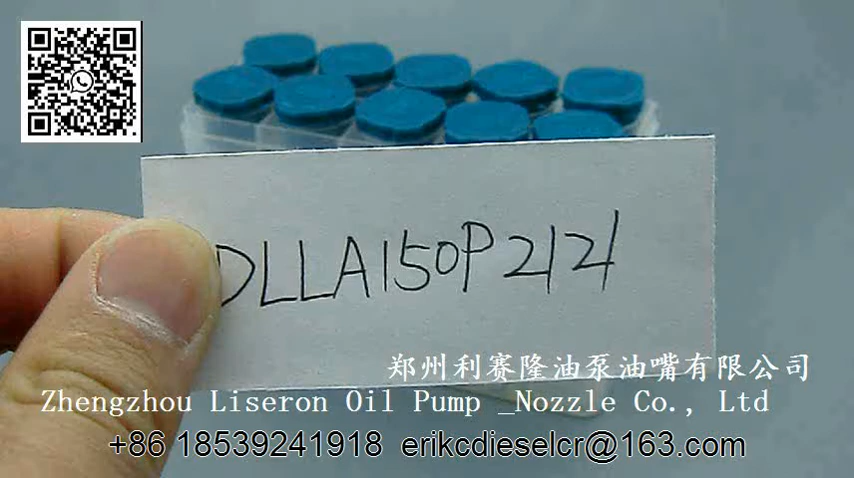 DLLA150P2121
郑州利赛隆油泵油嘴有限公司
Zhengzhou Liseron Oil Pump _Nozzle Co., Ltd
+86 18539241918 erikcdieselcr@163.com